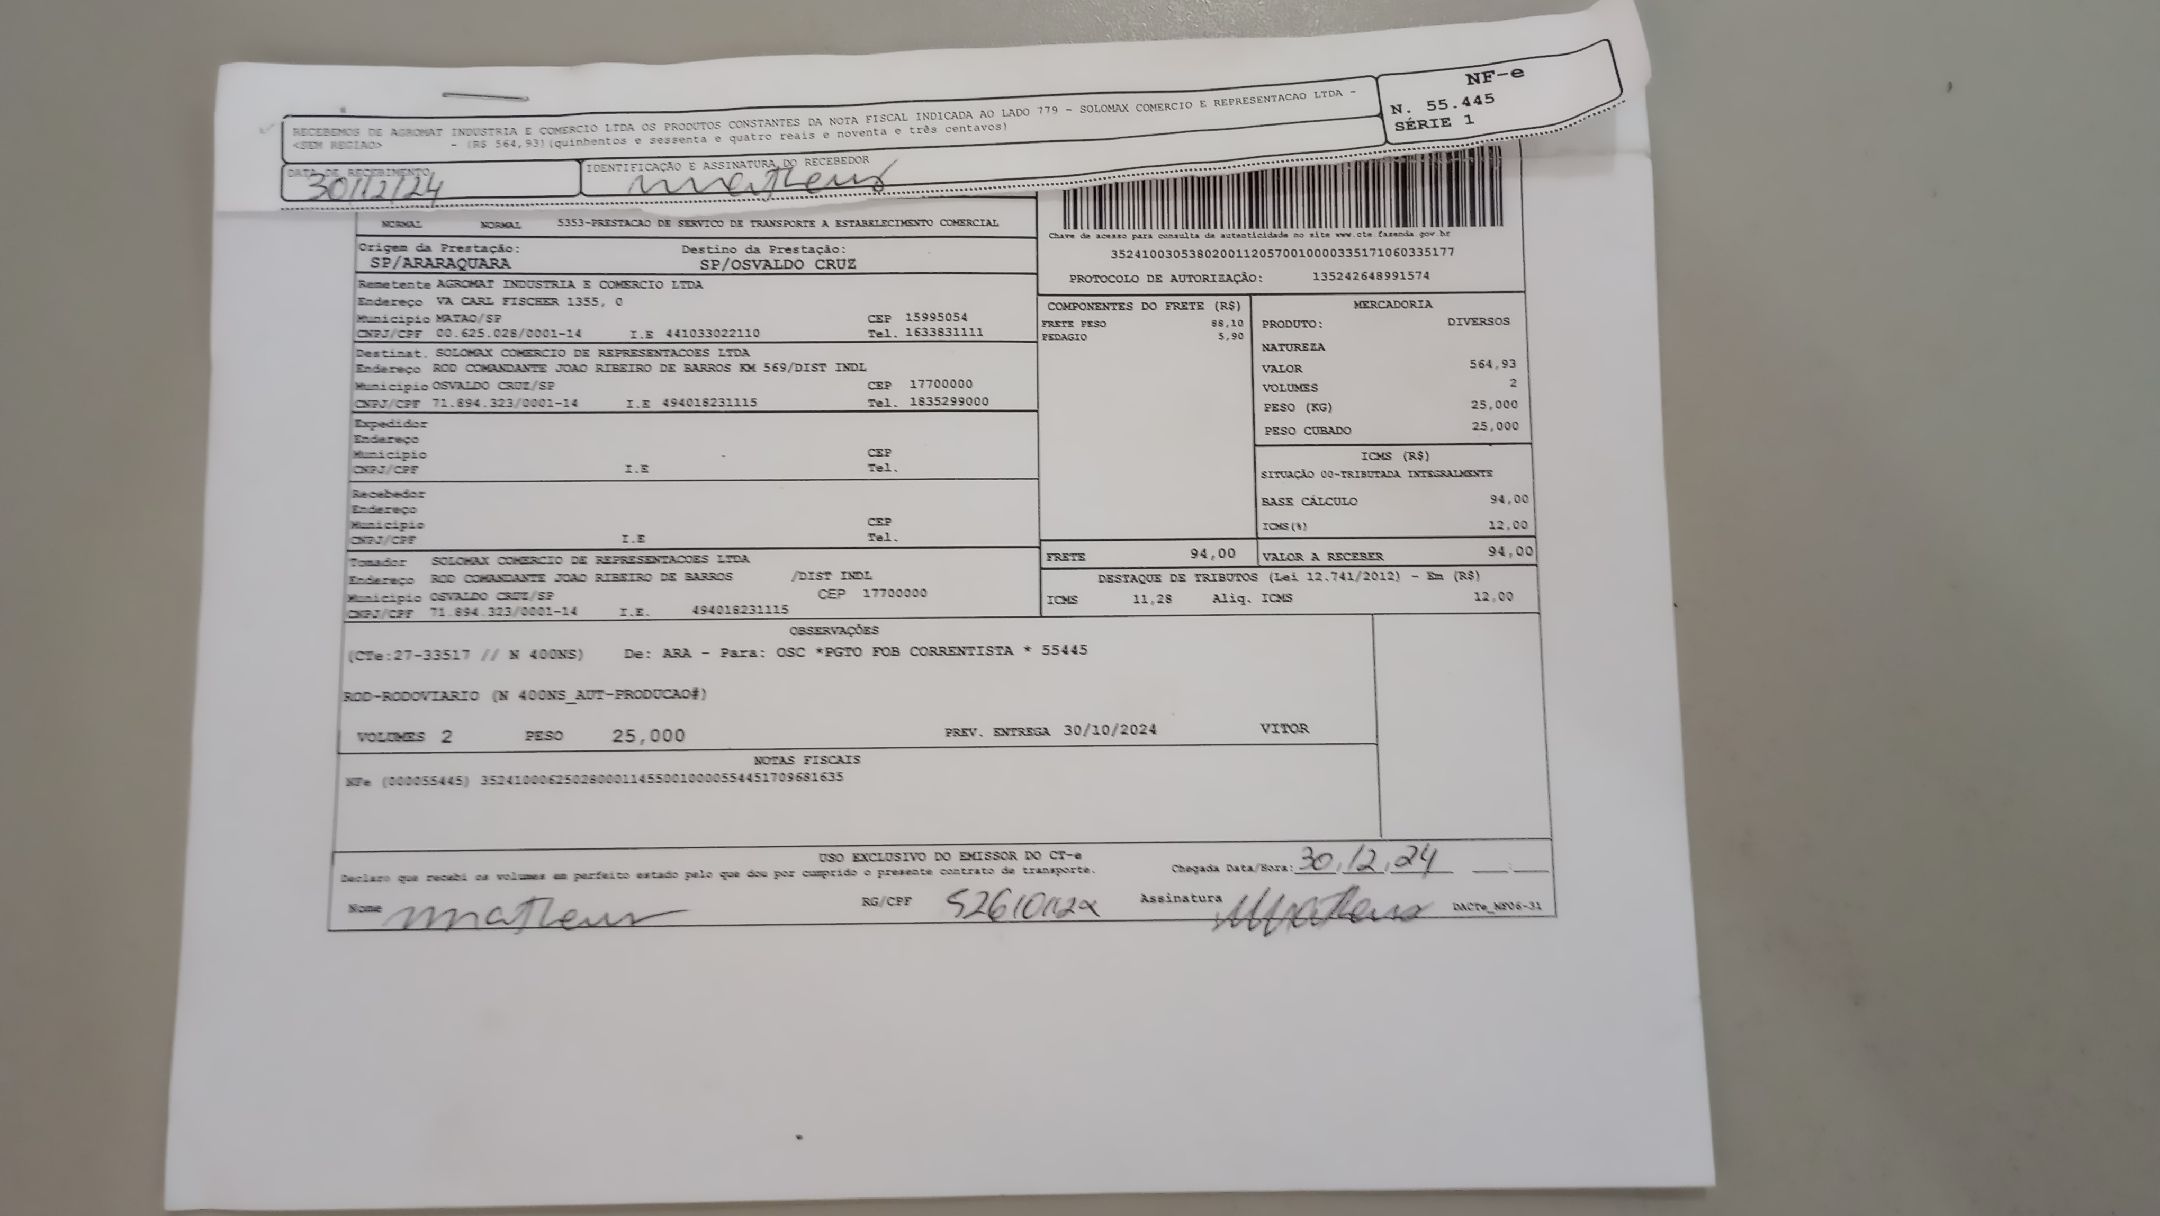 NF-e
N. 55.445
SÉRIE 1
RECEBEMOS DE AGROMAT INDUSTRIA E COMERCIO LTDA OS PRODUTOS CONSTANTES DA NOTA FISCAL INDICADA AO LADO 779 - SOLOMAX COMERCIO E REPRESENTACAO LTDA -
<SEM REGIAO> - (R$ 564,93)(quinhentos e sessenta e quatro reais e noventa e três centavos)
DATA DE RECEBIMENTO
30/12/24
IDENTIFICAÇÃO E ASSINATURA DO RECEBEDOR
matheus
NORMAL NORMAL 5353-PRESTACAO DE SERVICO DE TRANSPORTE A ESTABELECIMENTO COMERCIAL
Origem da Prestação: Destino da Prestação:
SP/ARARAQUARA SP/OSVALDO CRUZ
Chave de acesso para consulta de autenticidade no site www.cte.fazenda.gov.br
35241003053802001120570010000335171060335177
PROTOCOLO DE AUTORIZAÇÃO: 135242648991574
Remetente AGROMAT INDUSTRIA E COMERCIO LTDA
Endereço VA CARL FISCHER 1355, 0
Municipio MATAO/SP CEP 15995054
CNPJ/CPF 00.625.028/0001-14 I.E 441033022110 Tel. 1633831111
Destinat. SOLOMAX COMERCIO DE REPRESENTACOES LTDA
Endereço ROD COMANDANTE JOAO RIBEIRO DE BARROS KM 569/DIST INDL
Municipio OSVALDO CRUZ/SP CEP 17700000
CNPJ/CPF 71.894.323/0001-14 I.E 494018231115 Tel. 1835299000
Expedidor
Endereço
Municipio CEP
CNPJ/CPF I.E Tel.
Recebedor
Endereço
Municipio CEP
CNPJ/CPF I.E Tel.
Tomador SOLOMAX COMERCIO DE REPRESENTACOES LTDA
Endereço ROD COMANDANTE JOAO RIBEIRO DE BARROS /DIST INDL
Municipio OSVALDO CRUZ/SP CEP 17700000
CNPJ/CPF 71.894.323/0001-14 I.E. 494018231115
COMPONENTES DO FRETE (R$)
FRETE PESO 88,10
PEDAGIO 5,90
MERCADORIA
PRODUTO: DIVERSOS
NATUREZA
VALOR 564,93
VOLUMES 2
PESO (KG) 25,000
PESO CUBADO 25,000
ICMS (R$)
SITUAÇÃO 00-TRIBUTADA INTEGRALMENTE
BASE CÁLCULO 94,00
ICMS(%) 12,00
FRETE 94,00 VALOR A RECEBER 94,00
DESTAQUE DE TRIBUTOS (Lei 12.741/2012) - Em (R$)
ICMS 11,28 Aliq. ICMS 12,00
OBSERVAÇÕES
(CTe:27-33517 // N 400NS) De: ARA - Para: OSC *PGTO FOB CORRENTISTA * 55445
ROD-RODOVIARIO (N 400NS_AUT-PRODUCAO#)
VOLUMES 2 PESO 25,000 PREV. ENTREGA 30/10/2024 VITOR
NOTAS FISCAIS
NFe (000055445) 35241000625028000114550010000554451709681635
USO EXCLUSIVO DO EMISSOR DO CT-e
Declaro que recebi os volumes em perfeito estado pelo que dou por cumprido o presente contrato de transporte. Chegada Data/Hora: 30.12.24
Nome matheus RG/CPF Assinatura Matheus DACTe_NF06-31